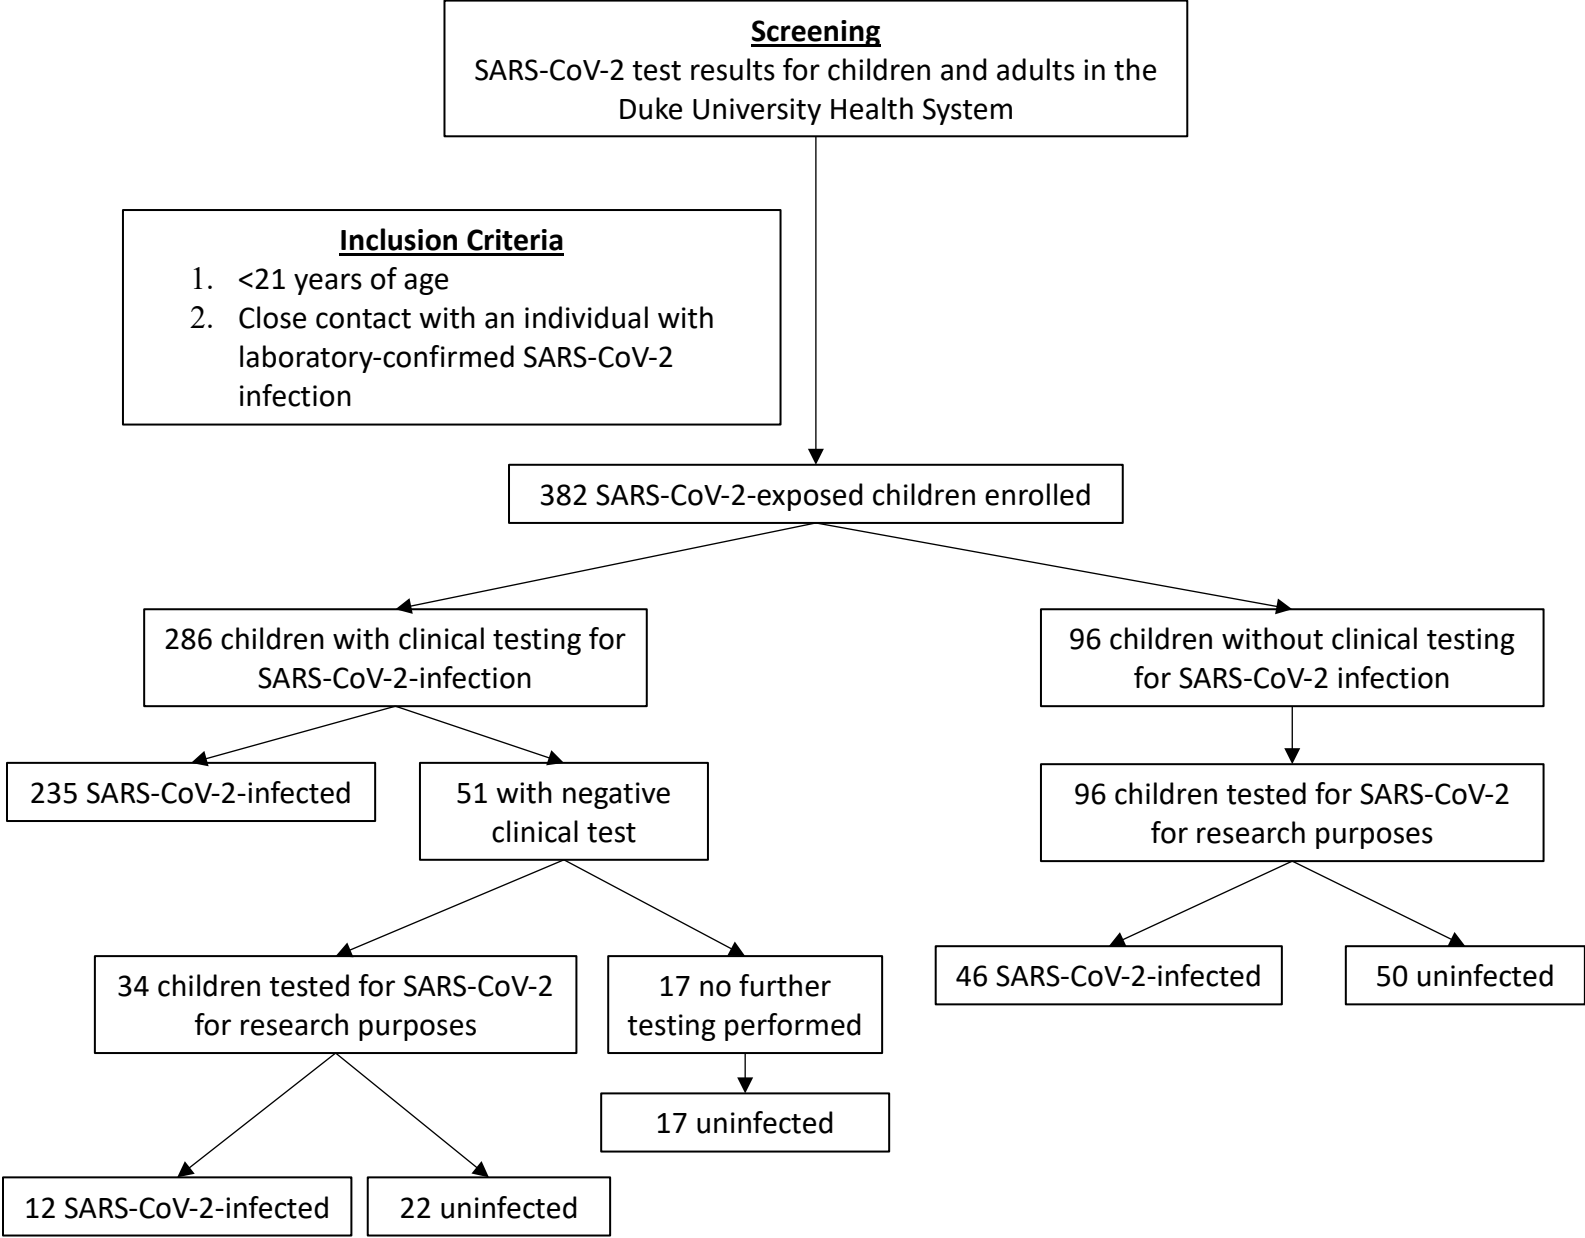 Screening
SARS-CoV-2 test results for children and adults in the
Duke University Health System
Inclusion Criteria
1. <21 years of age
2. Close contact with an individual with
laboratory-confirmed SARS-CoV-2
infection
382 SARS-CoV-2-exposed children enrolled
286 children with clinical testing for
SARS-CoV-2-infection
96 children without clinical testing
for SARS-CoV-2 infection
235 SARS-CoV-2-infected
51 with negative
clinical test
96 children tested for SARS-CoV-2
for research purposes
34 children tested for SARS-CoV-2
for research purposes
17 no further
testing performed
46 SARS-CoV-2-infected
50 uninfected
17 uninfected
12 SARS-CoV-2-infected
22 uninfected